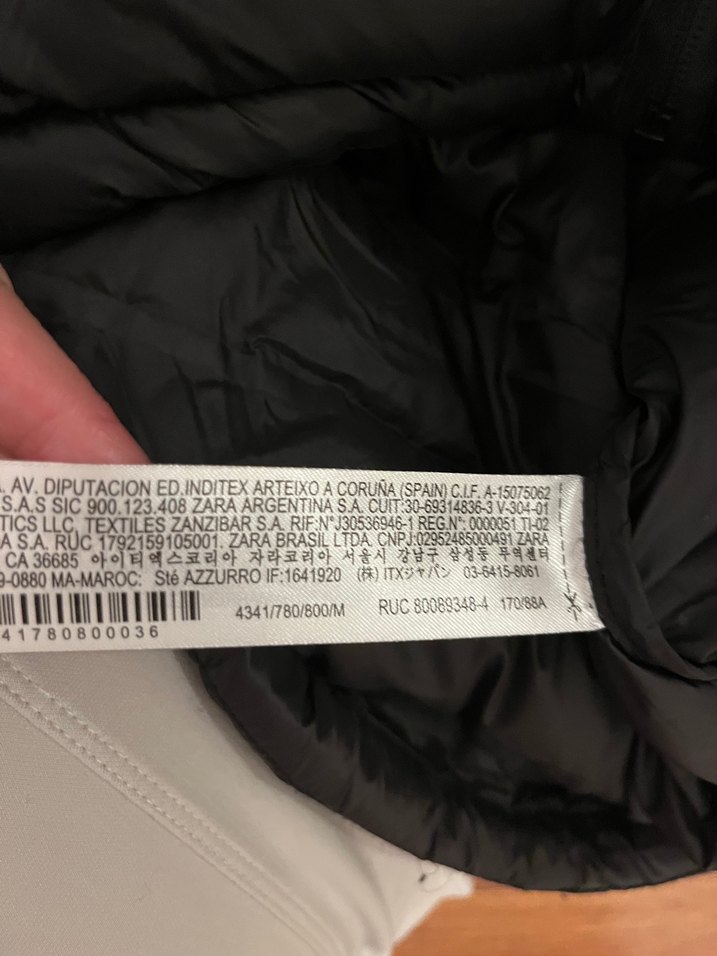 . AV. DIPUTACION ED.INDITEX ARTEIXO A CORUÑA (SPAIN) C.I.F. A-15075062
S.A.S SIC 900.123.408 ZARA ARGENTINA S.A. CUIT:30-69314836-3 V-304-01
TICS LLC, TEXTILES ZANZIBAR S.A. RIF:N°J30536946-1 REG.N°: 0000051 TI-02
A S.A. RUC 1792159105001. ZARA BRASIL LTDA. CNPJ:02952485000491 ZARA
CA 36685 아이티엑스코리아 자라코리아 서울시 강남구 삼성동 무역센터
9-0880 MA-MAROC: Sté AZZURRO IF:1641920 (株) ITXジャパン 03-6415-8061
4341/780/800/M RUC 80089348-4 170/88A
41780800036